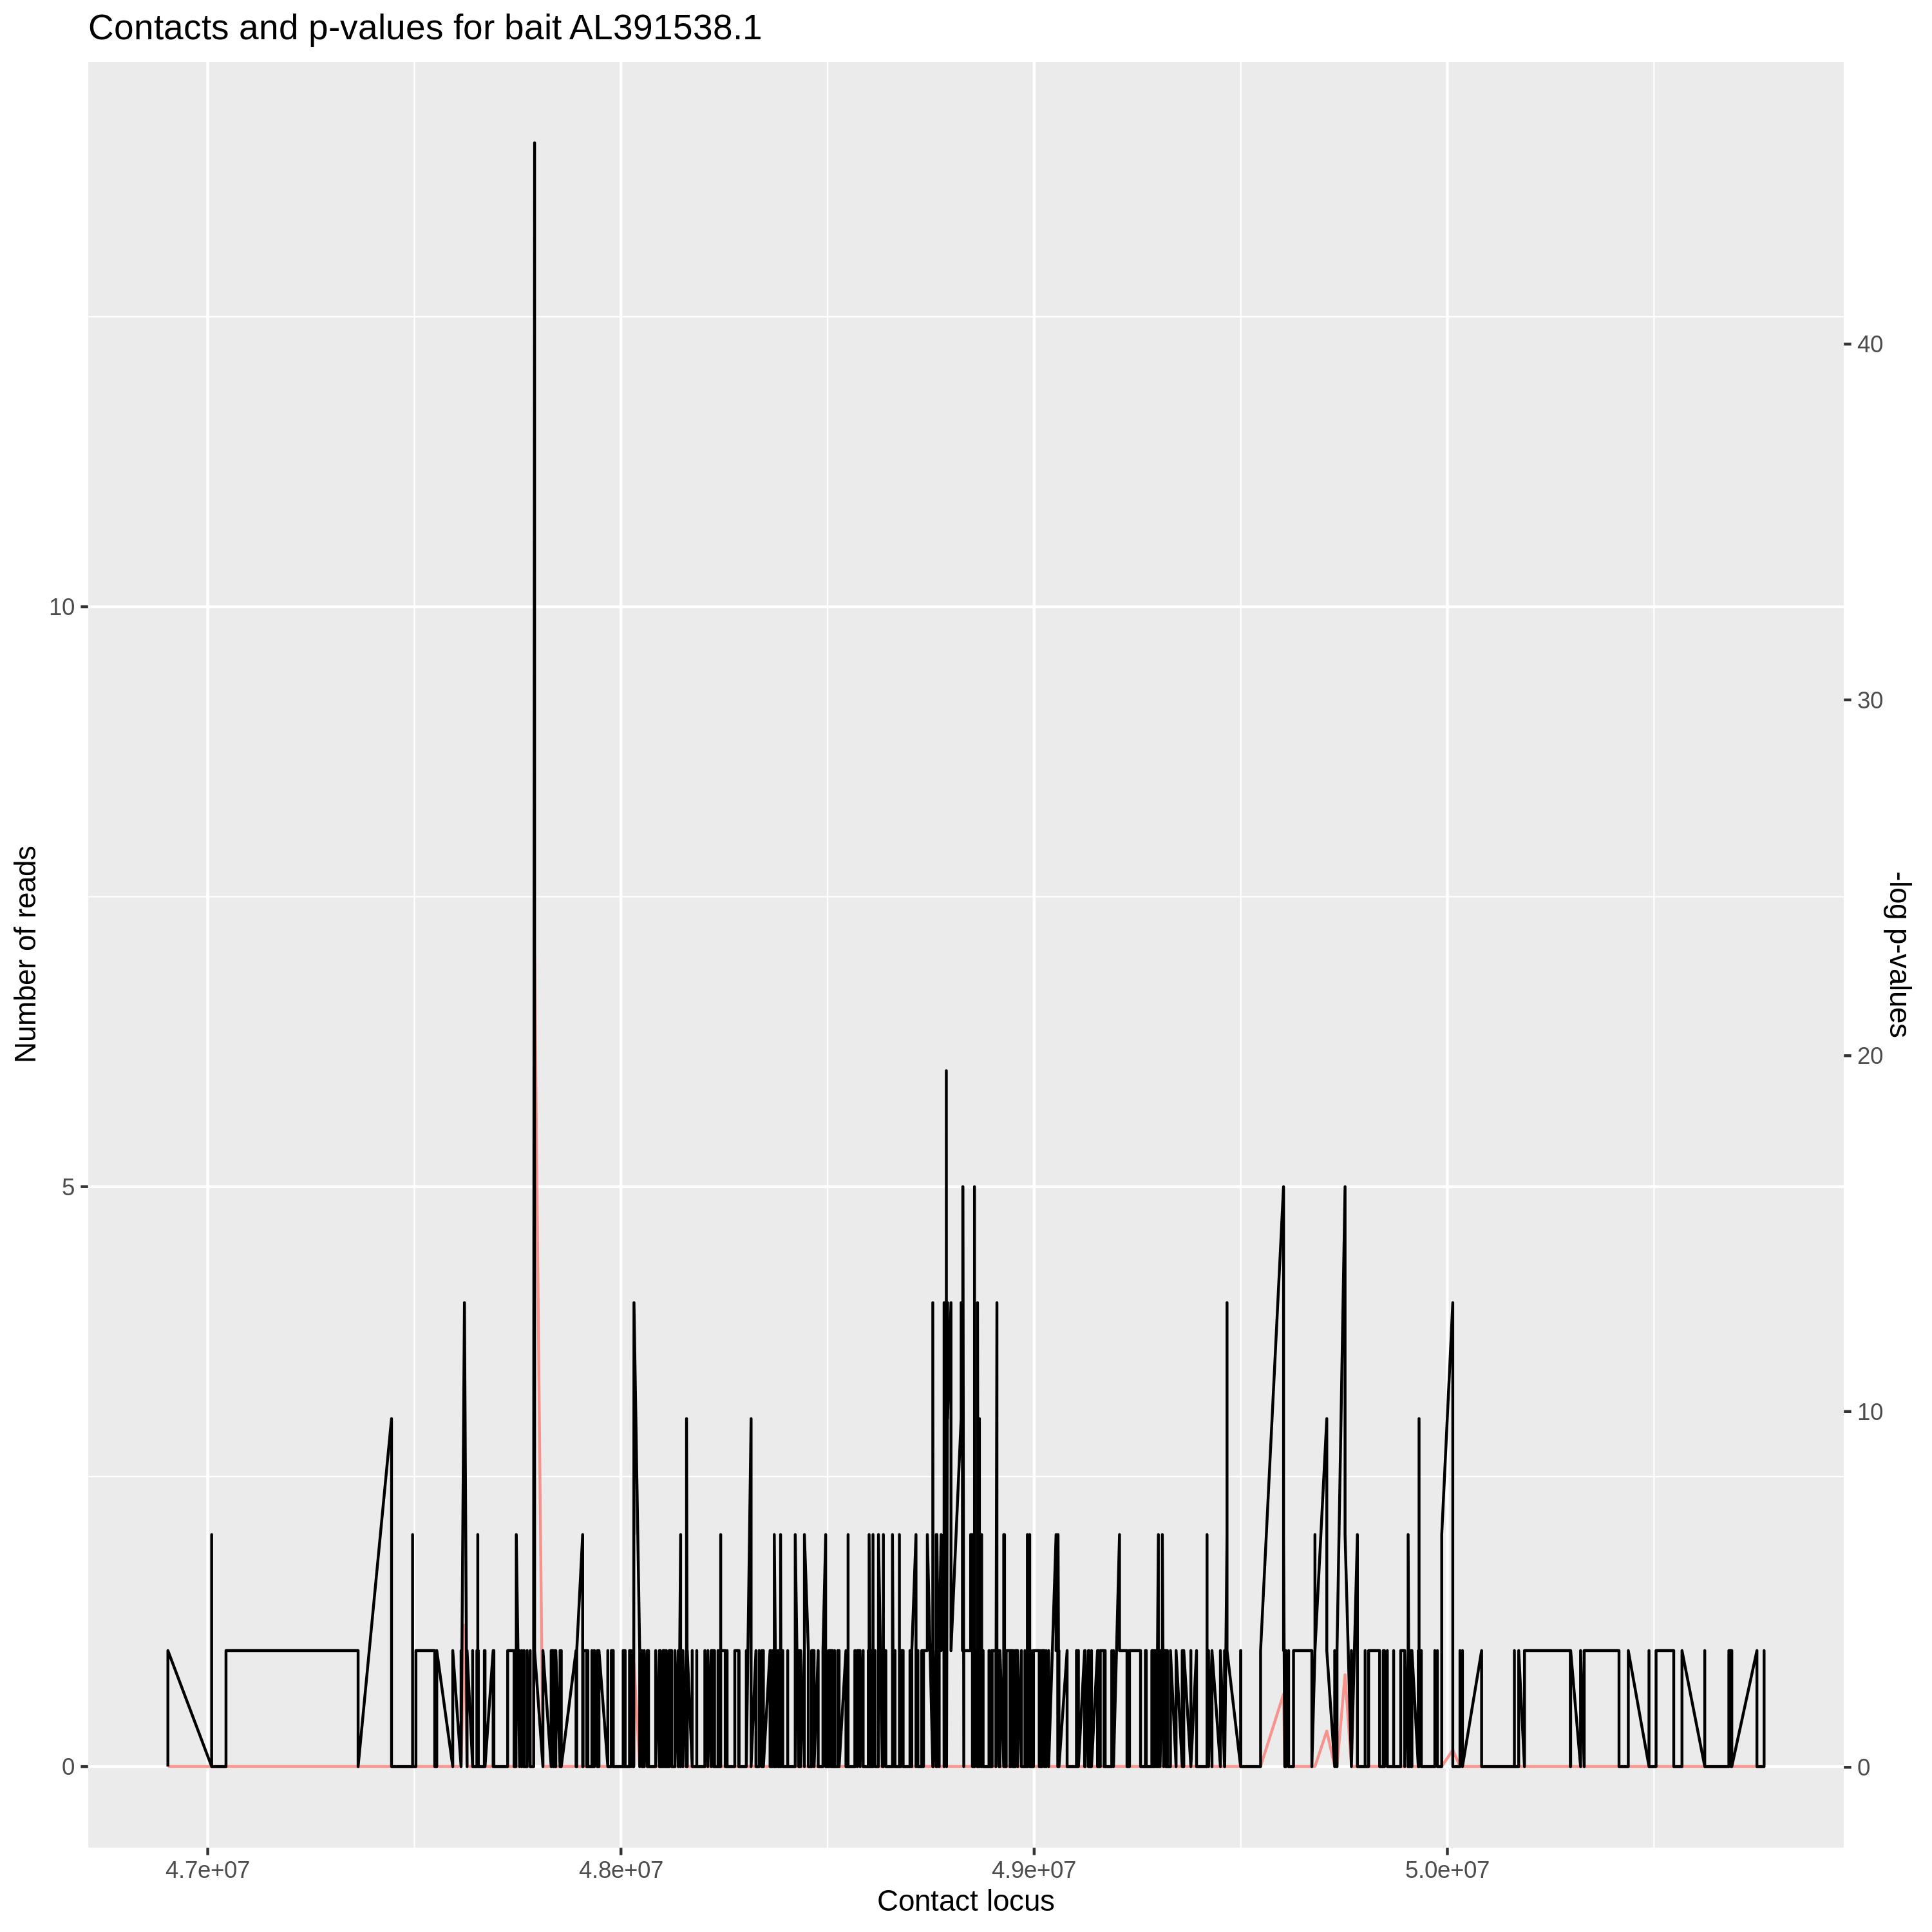 Contacts and p-values for bait AL391538.1
Number of reads
10
5
0
40
30
20
10
0
-log p-values
4.7e+07 4.8e+07 4.9e+07 5.0e+07
Contact locus